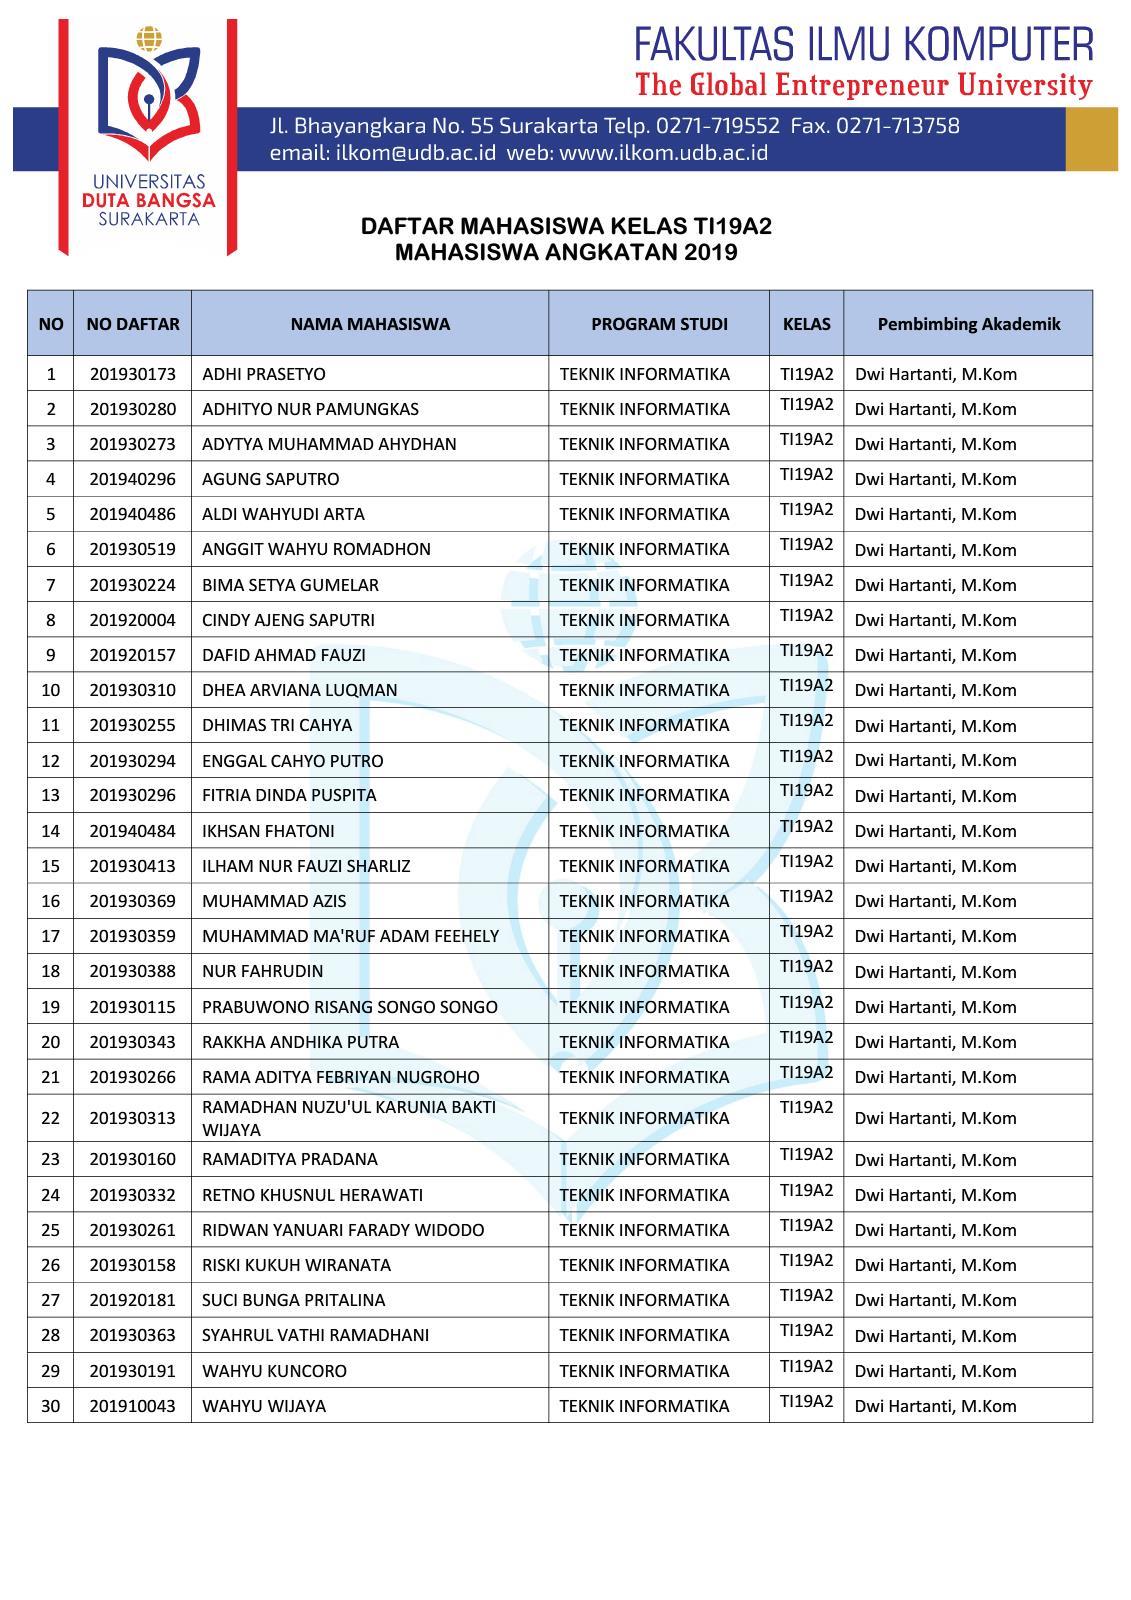 FAKULTAS ILMU KOMPUTER
The Global Entrepreneur University
Jl. Bhayangkara No. 55 Surakarta Telp. 0271-719552 Fax. 0271-713758
email: ilkom@udb.ac.id web: www.ilkom.udb.ac.id
UNIVERSITAS
DUTA BANGSA
SURAKARTA
DAFTAR MAHASISWA KELAS TI19A2
MAHASISWA ANGKATAN 2019
NO NO DAFTAR NAMA MAHASISWA PROGRAM STUDI KELAS Pembimbing Akademik
1 201930173 ADHI PRASETYO TEKNIK INFORMATIKA TI19A2 Dwi Hartanti, M.Kom
2 201930280 ADHITYO NUR PAMUNGKAS TEKNIK INFORMATIKA TI19A2 Dwi Hartanti, M.Kom
3 201930273 ADYTYA MUHAMMAD AHYDHAN TEKNIK INFORMATIKA TI19A2 Dwi Hartanti, M.Kom
4 201940296 AGUNG SAPUTRO TEKNIK INFORMATIKA TI19A2 Dwi Hartanti, M.Kom
5 201940486 ALDI WAHYUDI ARTA TEKNIK INFORMATIKA TI19A2 Dwi Hartanti, M.Kom
6 201930519 ANGGIT WAHYU ROMADHON TEKNIK INFORMATIKA TI19A2 Dwi Hartanti, M.Kom
7 201930224 BIMA SETYA GUMELAR TEKNIK INFORMATIKA TI19A2 Dwi Hartanti, M.Kom
8 201920004 CINDY AJENG SAPUTRI TEKNIK INFORMATIKA TI19A2 Dwi Hartanti, M.Kom
9 201920157 DAFID AHMAD FAUZI TEKNIK INFORMATIKA TI19A2 Dwi Hartanti, M.Kom
10 201930310 DHEA ARVIANA LUQMAN TEKNIK INFORMATIKA TI19A2 Dwi Hartanti, M.Kom
11 201930255 DHIMAS TRI CAHYA TEKNIK INFORMATIKA TI19A2 Dwi Hartanti, M.Kom
12 201930294 ENGGAL CAHYO PUTRO TEKNIK INFORMATIKA TI19A2 Dwi Hartanti, M.Kom
13 201930296 FITRIA DINDA PUSPITA TEKNIK INFORMATIKA TI19A2 Dwi Hartanti, M.Kom
14 201940484 IKHSAN FHATONI TEKNIK INFORMATIKA TI19A2 Dwi Hartanti, M.Kom
15 201930413 ILHAM NUR FAUZI SHARLIZ TEKNIK INFORMATIKA TI19A2 Dwi Hartanti, M.Kom
16 201930369 MUHAMMAD AZIS TEKNIK INFORMATIKA TI19A2 Dwi Hartanti, M.Kom
17 201930359 MUHAMMAD MA'RUF ADAM FEEHELY TEKNIK INFORMATIKA TI19A2 Dwi Hartanti, M.Kom
18 201930388 NUR FAHRUDIN TEKNIK INFORMATIKA TI19A2 Dwi Hartanti, M.Kom
19 201930115 PRABUWONO RISANG SONGO SONGO TEKNIK INFORMATIKA TI19A2 Dwi Hartanti, M.Kom
20 201930343 RAKKHA ANDHIKA PUTRA TEKNIK INFORMATIKA TI19A2 Dwi Hartanti, M.Kom
21 201930266 RAMA ADITYA FEBRIYAN NUGROHO TEKNIK INFORMATIKA TI19A2 Dwi Hartanti, M.Kom
22 201930313 RAMADHAN NUZU'UL KARUNIA BAKTI
WIJAYA TEKNIK INFORMATIKA TI19A2 Dwi Hartanti, M.Kom
23 201930160 RAMADITYA PRADANA TEKNIK INFORMATIKA TI19A2 Dwi Hartanti, M.Kom
24 201930332 RETNO KHUSNUL HERAWATI TEKNIK INFORMATIKA TI19A2 Dwi Hartanti, M.Kom
25 201930261 RIDWAN YANUARI FARADY WIDODO TEKNIK INFORMATIKA TI19A2 Dwi Hartanti, M.Kom
26 201930158 RISKI KUKUH WIRANATA TEKNIK INFORMATIKA TI19A2 Dwi Hartanti, M.Kom
27 201920181 SUCI BUNGA PRITALINA TEKNIK INFORMATIKA TI19A2 Dwi Hartanti, M.Kom
28 201930363 SYAHRUL VATHI RAMADHANI TEKNIK INFORMATIKA TI19A2 Dwi Hartanti, M.Kom
29 201930191 WAHYU KUNCORO TEKNIK INFORMATIKA TI19A2 Dwi Hartanti, M.Kom
30 201910043 WAHYU WIJAYA TEKNIK INFORMATIKA TI19A2 Dwi Hartanti, M.Kom